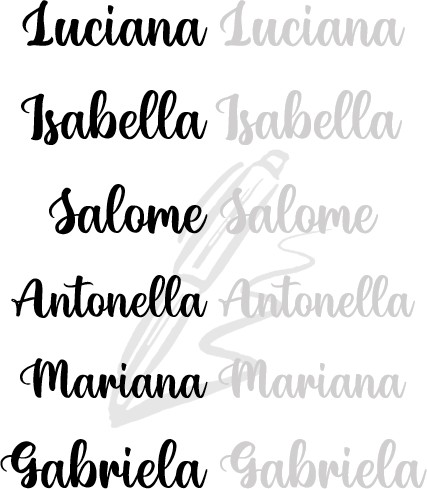 Luciana Luciana
Isabella Isabella
Salome Salome
Antonella Antonella
Mariana Mariana
Gabriela Gabriela